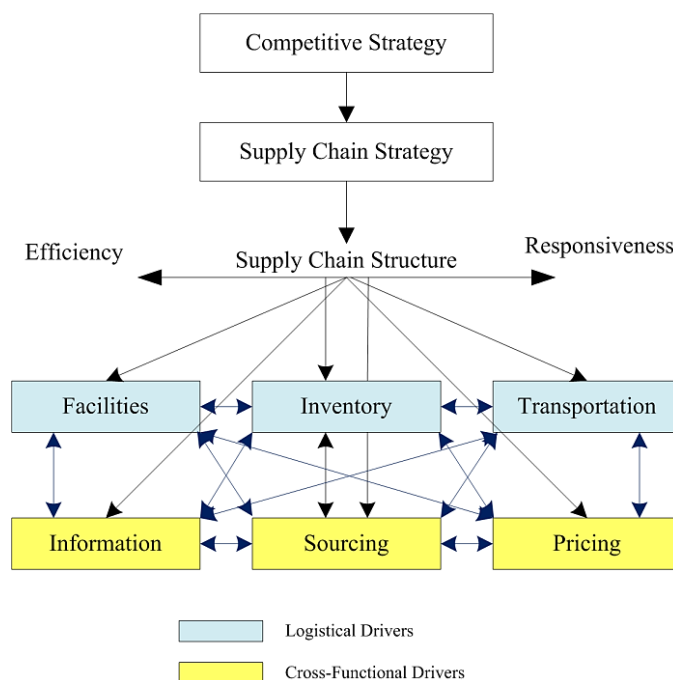 Competitive Strategy
Supply Chain Strategy
Efficiency
Supply Chain Structure
Responsiveness
Facilities
Inventory
Transportation
Information
Sourcing
Pricing
Logistical Drivers
Cross-Functional Drivers